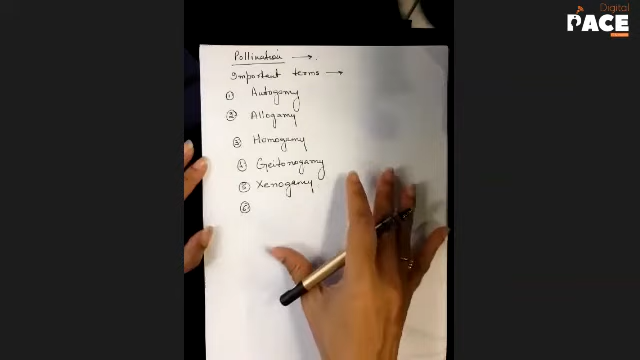 Digital
PACE
Pollination →.
Important terms →
① Autogamy
② Allogamy
③ Homogamy
④ Geitonogamy
⑤ Xenogamy
⑥